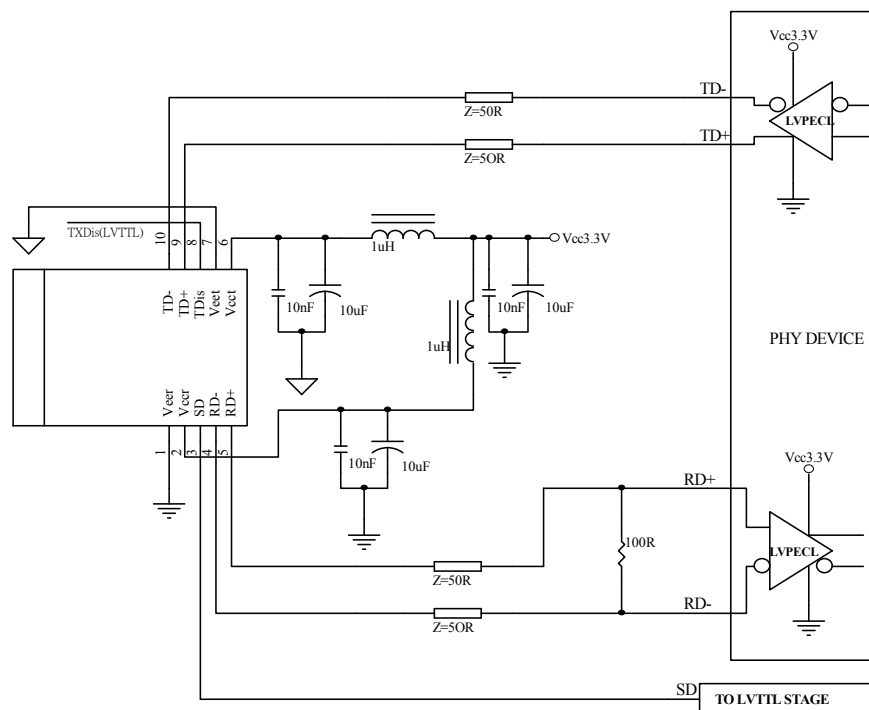 Vcc3.3V
TD-
LVPECL
Z=50R
TD+
Z=5OR
TXDis(LVTTL)
10
9
8
7
6
1uH
Vcc3.3V
TD-
TD+
TDis
Veet
Vcct
10nF
10uF
10nF
10uF
1uH
PHY DEVICE
Veer
Vccr
SD
RD-
RD+
1
2
3
4
5
10nF
10uF
Vcc3.3V
RD+
100R
LVPECL
Z=50R
RD-
Z=5OR
SD
TO LVTTL STAGE